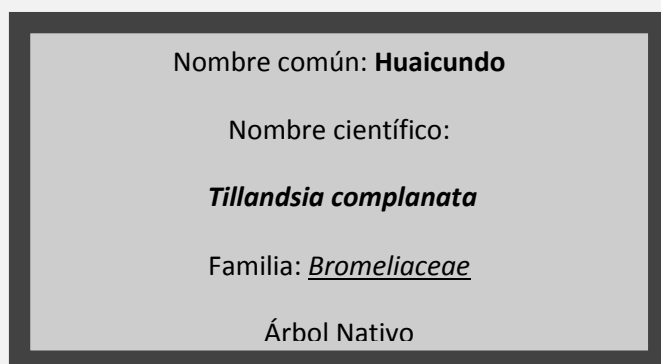 Nombre común: Huaicundo
Nombre científico:
Tillandsia complanata
Familia: Bromeliaceae
Árbol Nativo